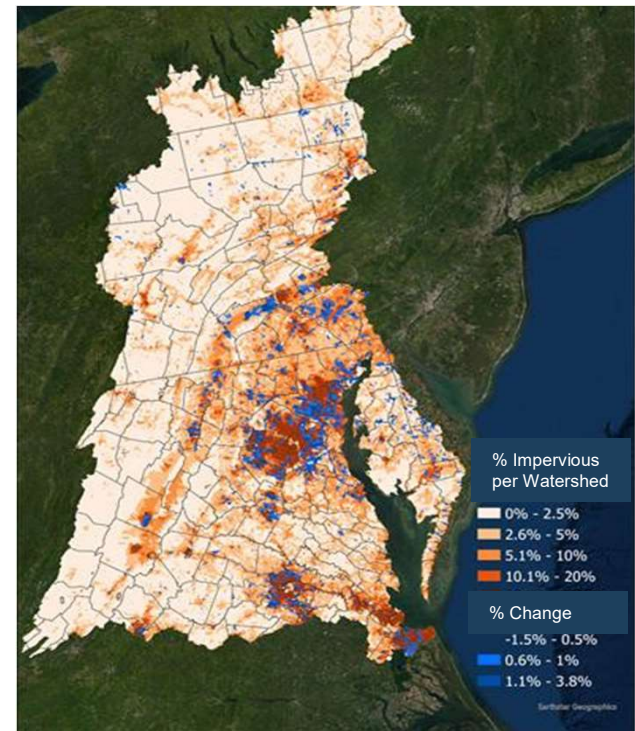 % Impervious
per Watershed
0% - 2.5%
2.6% - 5%
5.1% - 10%
10.1% - 20%
% Change
-1.5% - 0.5%
0.6% - 1%
1.1% - 3.8%
Earthstar Geographics